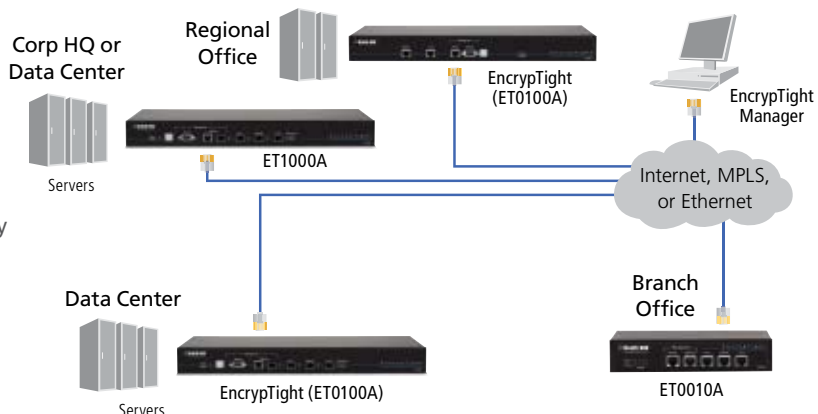 Corp HQ or
Data Center
Servers
Regional
Office
EncrypTight
(ET0100A)
EncrypTight
Manager
ET1000A
Internet, MPLS,
or Ethernet
y
Data Center
Servers
EncrypTight (ET0100A)
Branch
Office
ET0010A